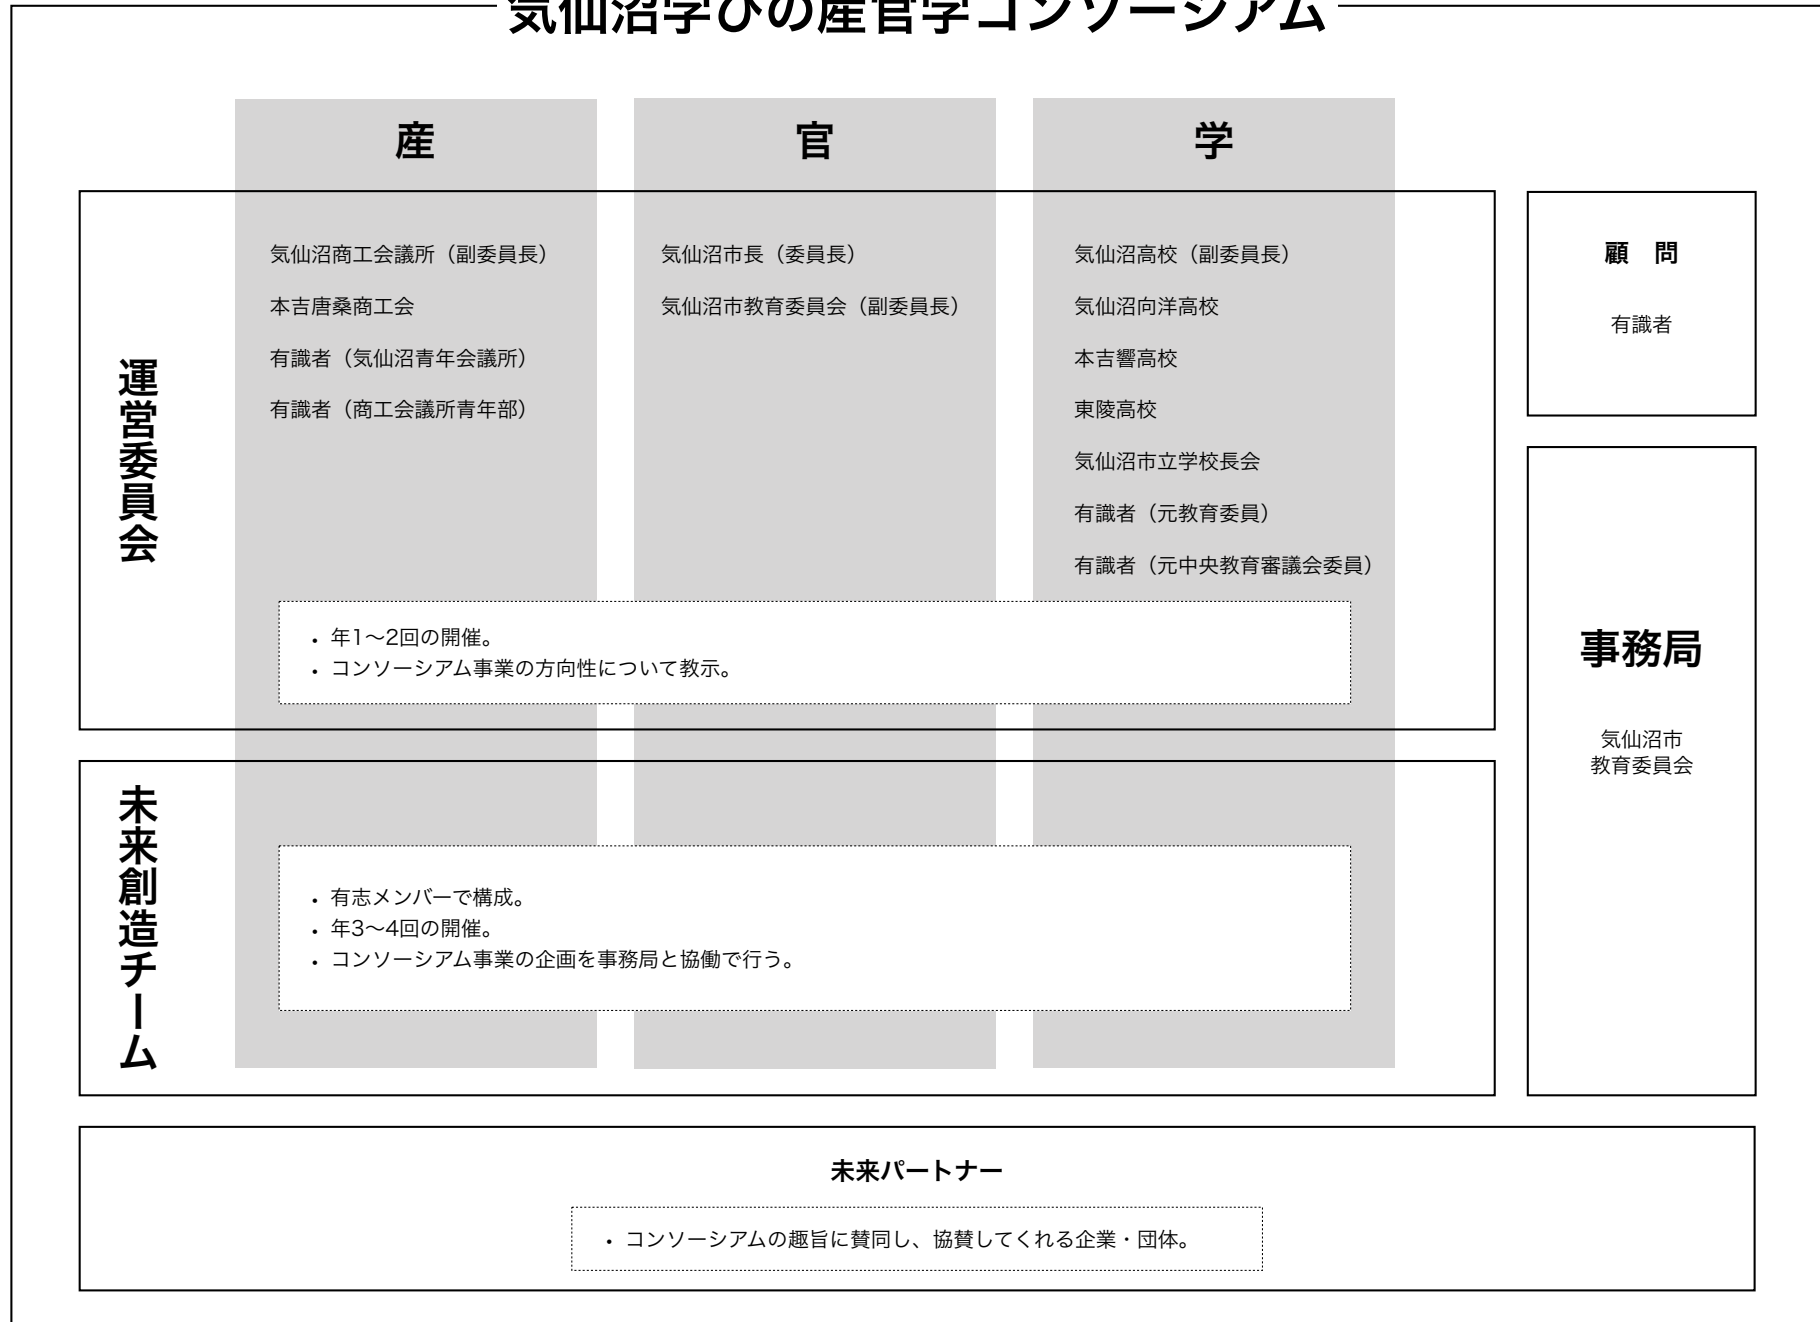 気仙沼学びの産官学コンソーシアム
産
官
学
運営委員会
気仙沼商工会議所（副委員長）
本吉唐桑商工会
有識者（気仙沼青年会議所）
有識者（商工会議所青年部）
気仙沼市長（委員長）
気仙沼市教育委員会（副委員長）
気仙沼高校（副委員長）
気仙沼向洋高校
本吉響高校
東陵高校
気仙沼市立学校長会
有識者（元教育委員）
有識者（元中央教育審議会委員）
・年1〜2回の開催。
・コンソーシアム事業の方向性について教示。
顧　問
有識者
事務局
気仙沼市
教育委員会
未来創造チーム
・有志メンバーで構成。
・年3〜4回の開催。
・コンソーシアム事業の企画を事務局と協働で行う。
未来パートナー
・コンソーシアムの趣旨に賛同し、協賛してくれる企業・団体。